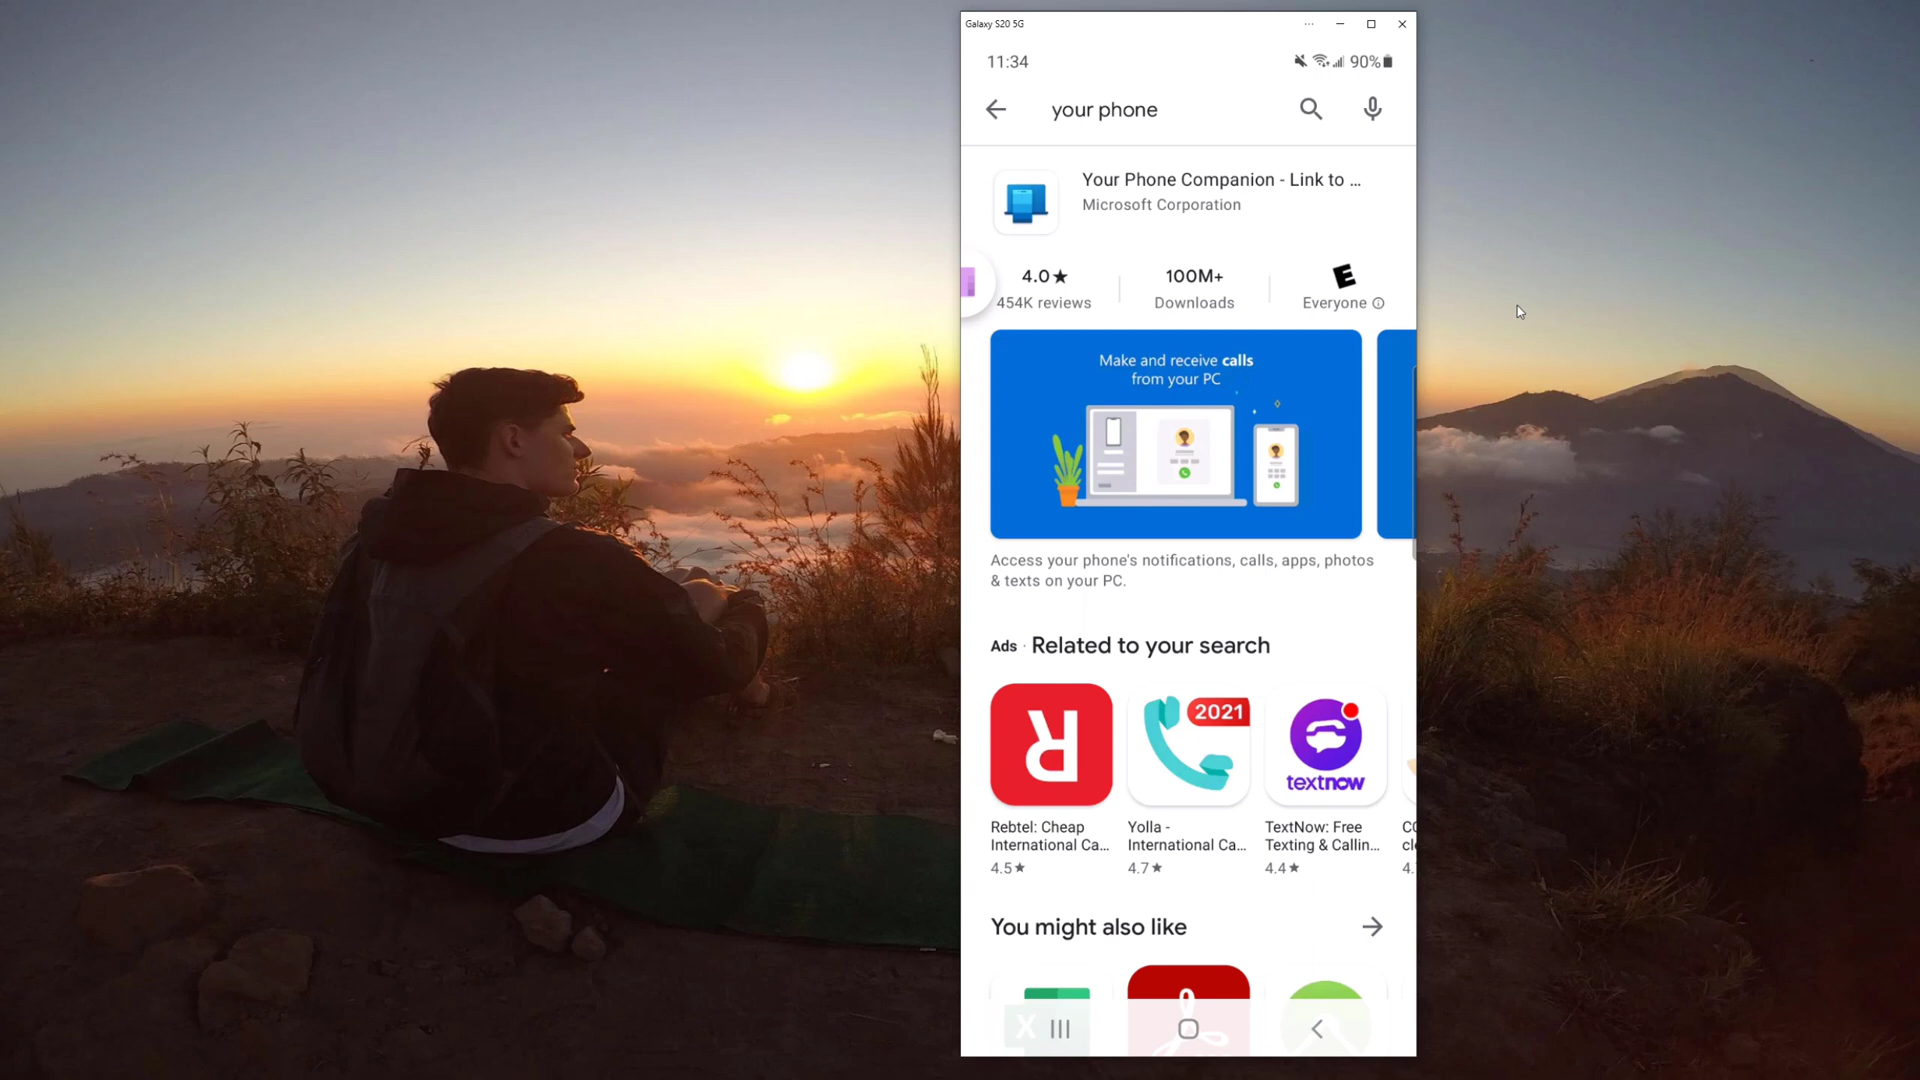 Galaxy S20 5G
11:34
90%
your phone
Your Phone Companion - Link to ...
Microsoft Corporation
4.0★
454K reviews
100M+
Downloads
E
Everyone
Make and receive calls
from your PC
Access your phone's notifications, calls, apps, photos
& texts on your PC.
Ads · Related to your search
R
2021
textnow
Rebtel: Cheap
International Ca...
4.5★
Yolla -
International Ca...
4.7★
TextNow: Free
Texting & Callin...
4.4★
4.
You might also like
X